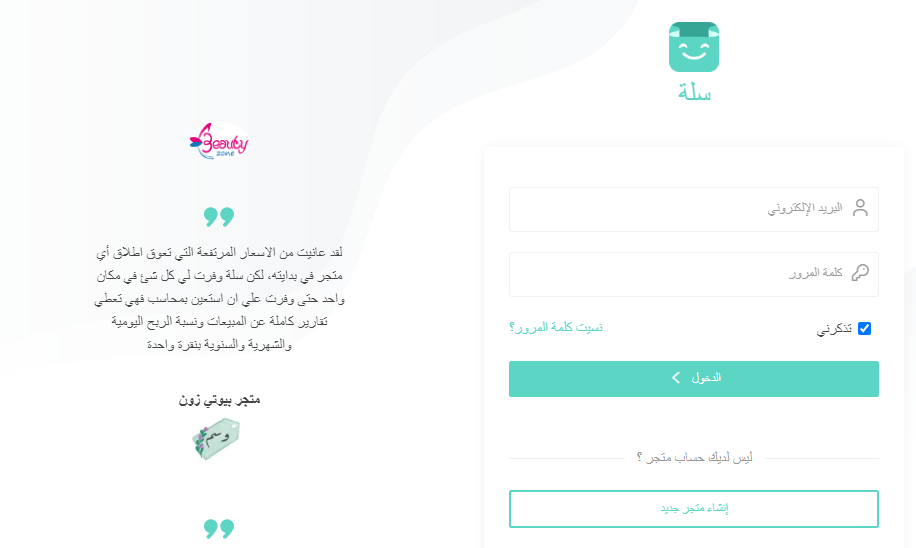 سلة
البريد الإلكتروني
كلمة المرور
تذكرني
نسيت كلمة المرور؟
الدخول
ليس لديك حساب متجر ؟
إنشاء متجر جديد
Beauty
zone
لقد عانيت من الاسعار المرتفعة التي تعوق اطلاق أي
متجر في بدايته، لكن سلة وفرت لي كل شئ في مكان
واحد حتى وفرت علي ان استعين بمحاسب فهي تعطي
تقارير كاملة عن المبيعات ونسبة الربح اليومية
والشهرية والسنوية بنقرة واحدة
متجر بيوتي زون
وسم